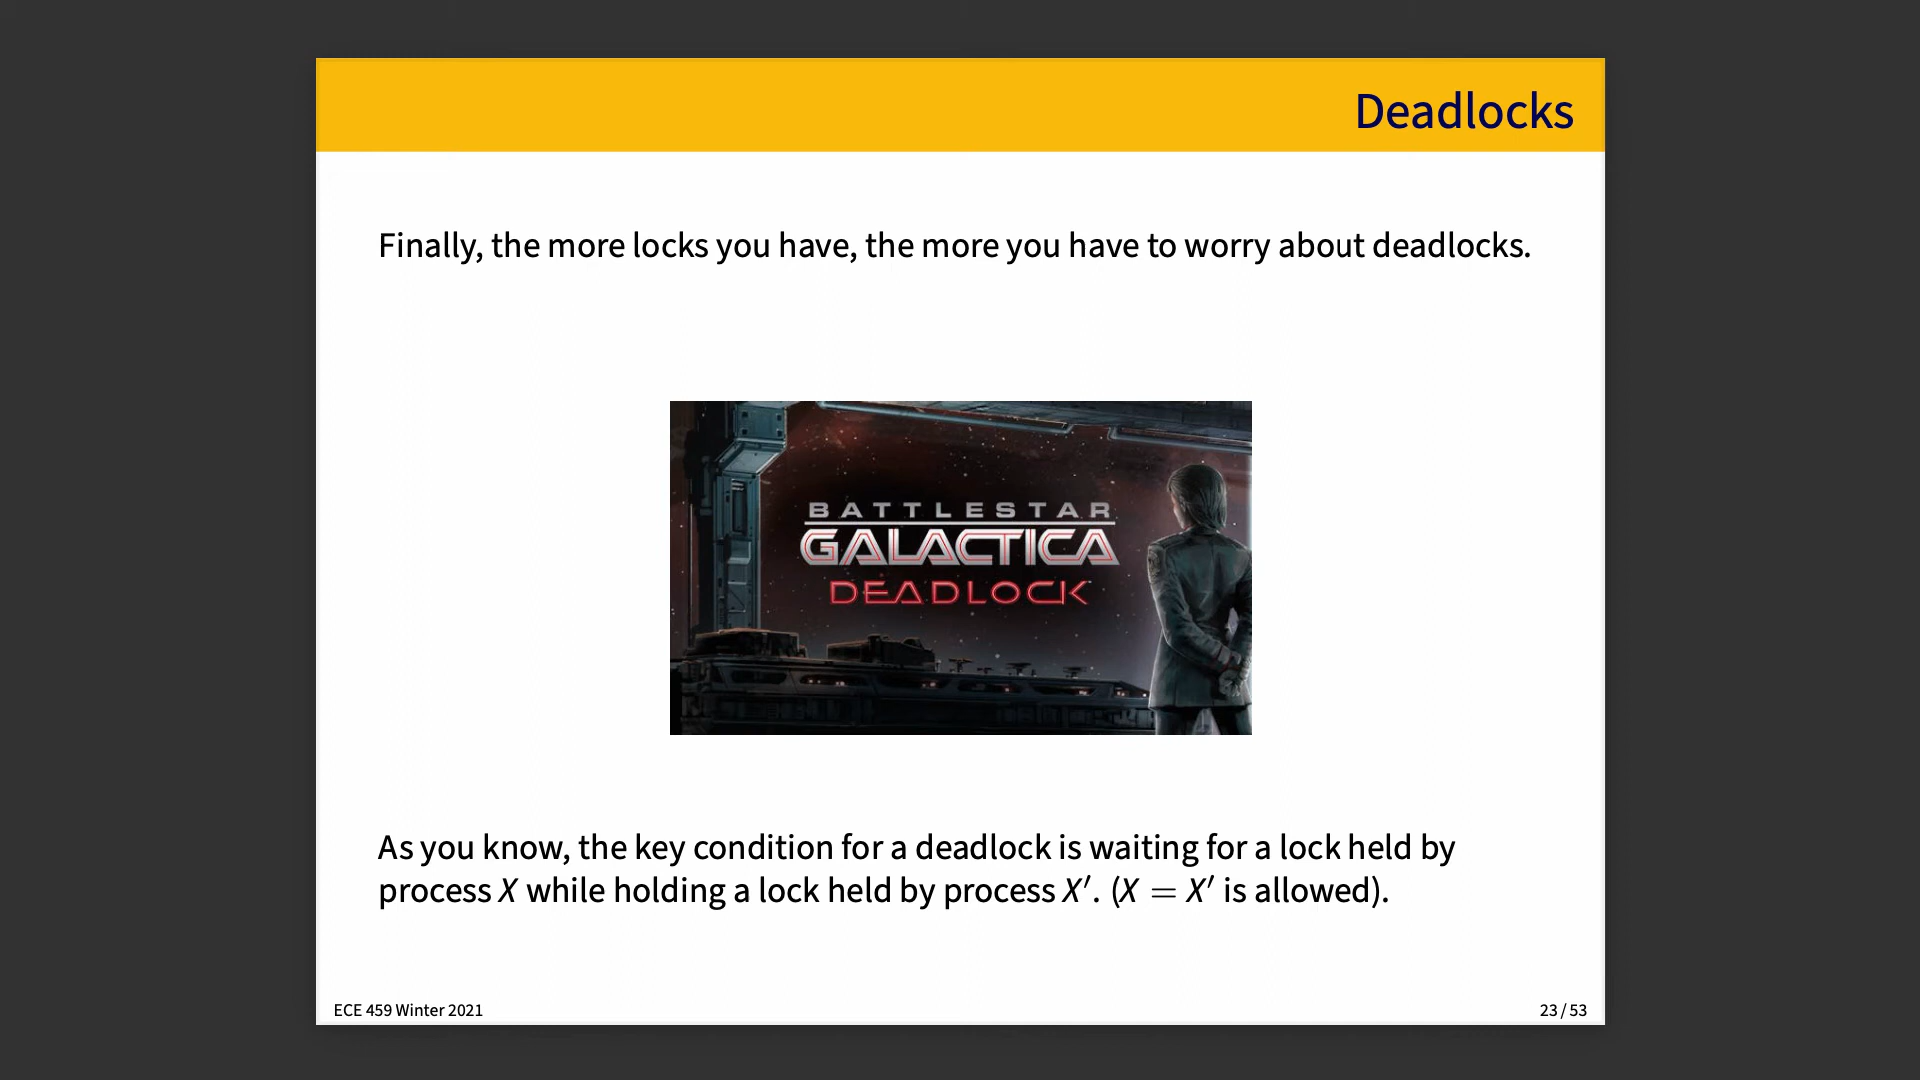 Deadlocks
Finally, the more locks you have, the more you have to worry about deadlocks.
BATTLESTAR
GALACTICA
DEADLOCK
As you know, the key condition for a deadlock is waiting for a lock held by
process X while holding a lock held by process X′. (X = X′ is allowed).
ECE 459 Winter 2021
23 / 53